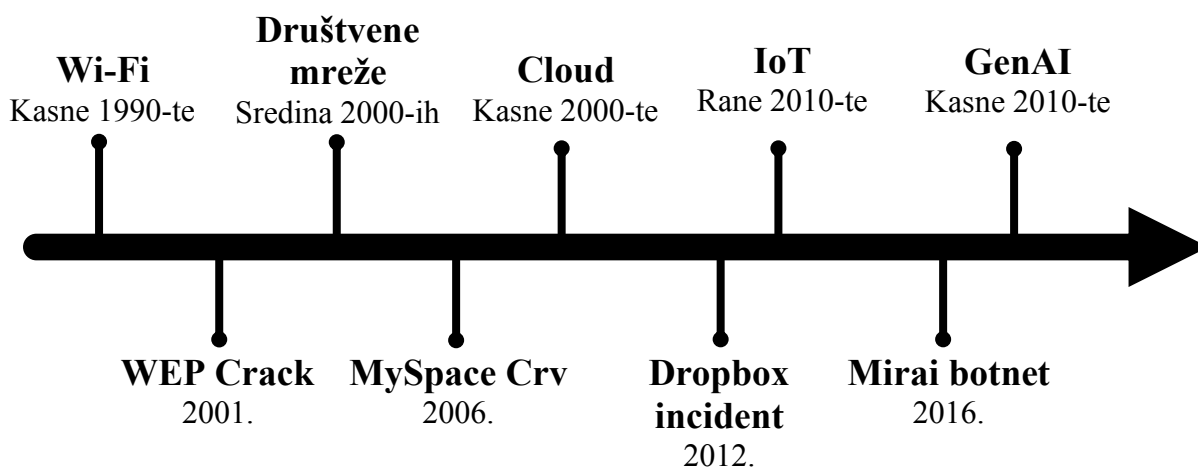 Wi-Fi
Kasne 1990-te
Društvene
mreže
Sredina 2000-ih
Cloud
Kasne 2000-te
IoT
Rane 2010-te
GenAI
Kasne 2010-te
WEP Crack
2001.
MySpace Crv
2006.
Dropbox
incident
2012.
Mirai botnet
2016.